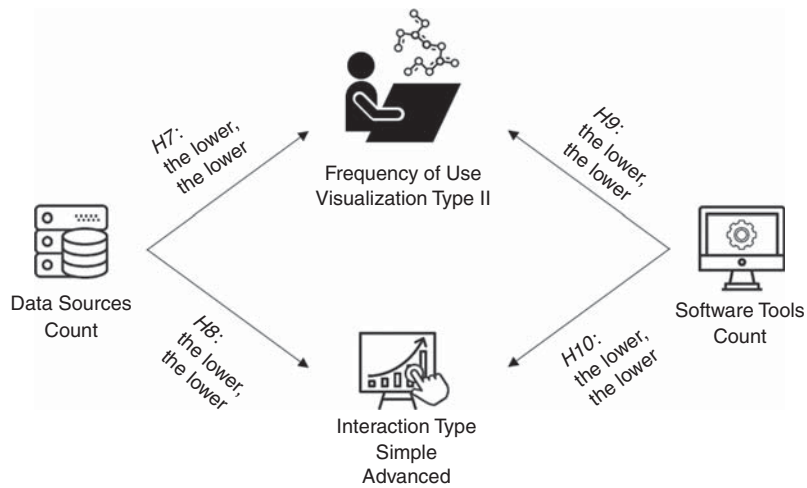 H7:
the lower,
the lower
H9:
the lower,
the lower
Frequency of Use
Visualization Type II
Data Sources
Count
Software Tools
Count
H8:
the lower,
the lower
H10:
the lower,
the lower
Interaction Type
Simple
Advanced